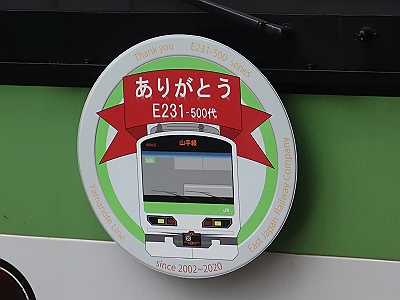 Thank you E231-500 series
ありがとう
E231-500代
山手線
JR
Yamanote Line
East Japan Railway Company
since 2002~2020